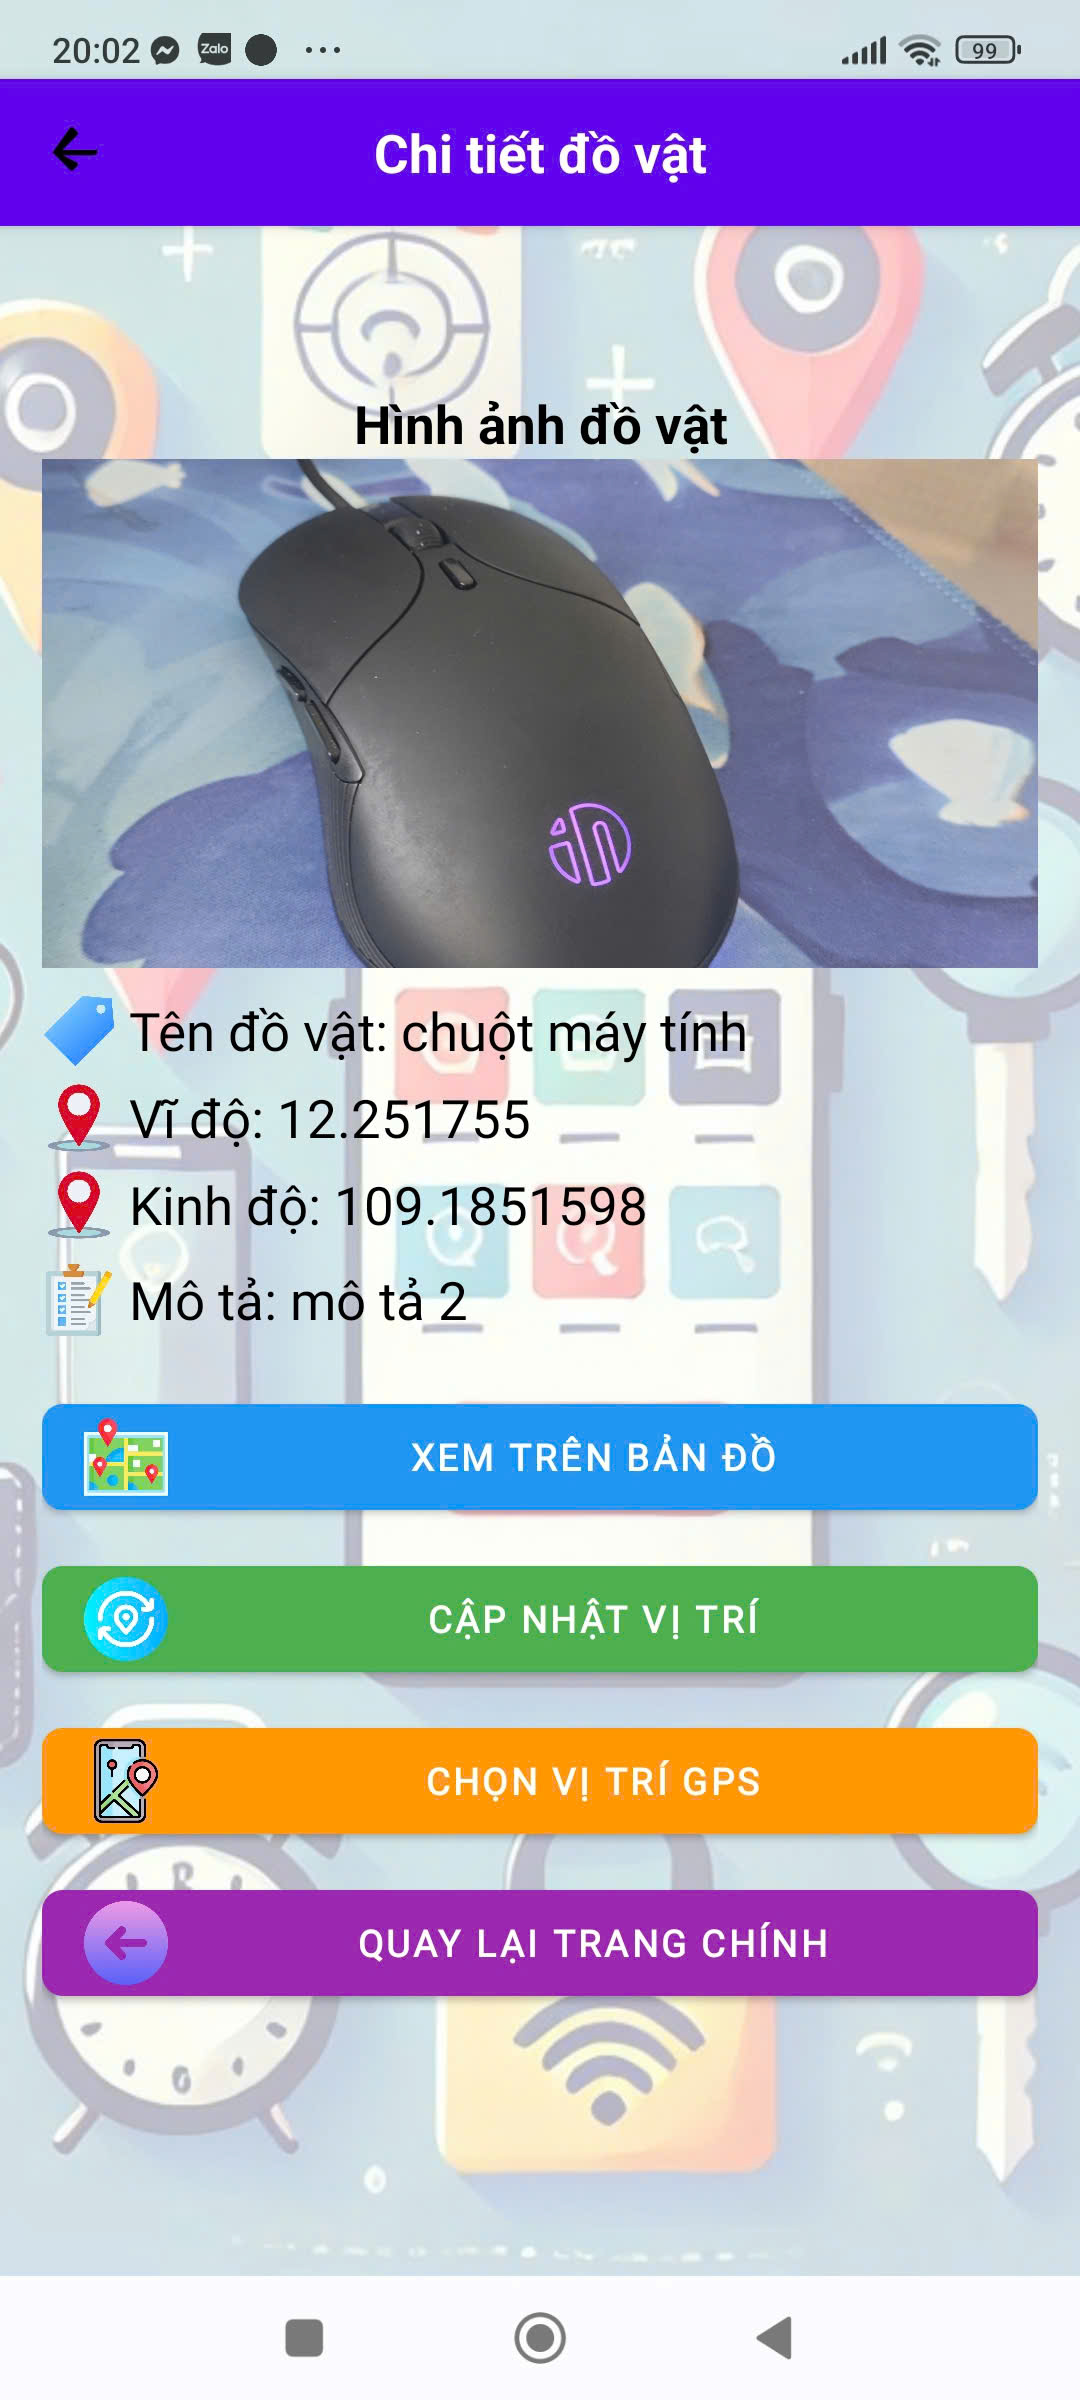 20:02 Zalo 99
Chi tiết đồ vật
Hình ảnh đồ vật
Tên đồ vật: chuột máy tính
Vĩ độ: 12.251755
Kinh độ: 109.1851598
Mô tả: mô tả 2
XEM TRÊN BẢN ĐỒ
CẬP NHẬT VỊ TRÍ
CHỌN VỊ TRÍ GPS
QUAY LẠI TRANG CHÍNH